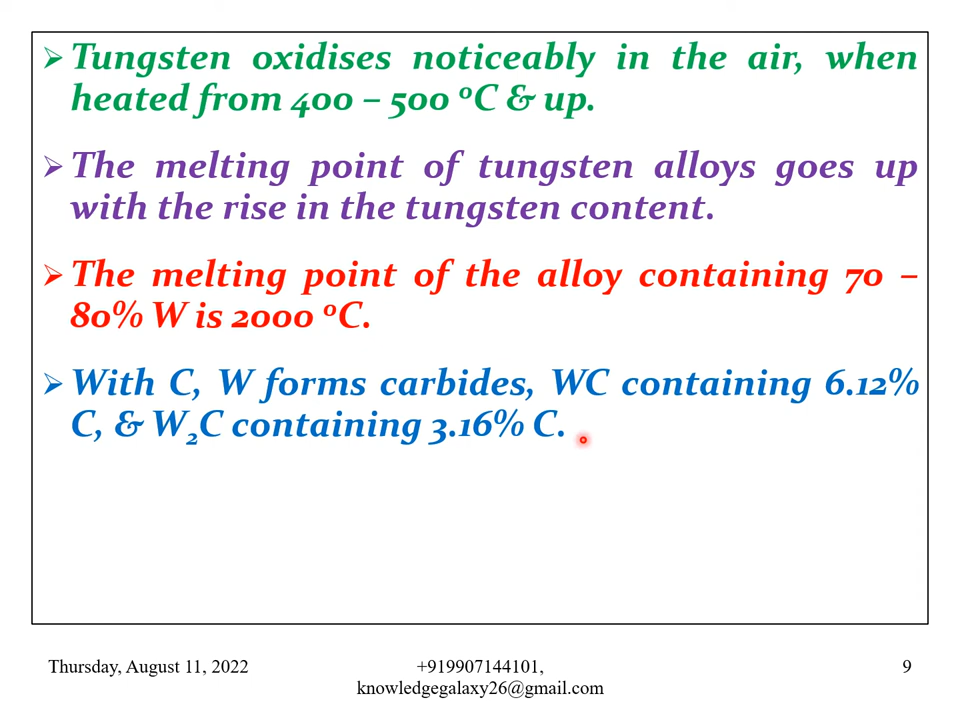 ➢ Tungsten oxidises noticeably in the air, when
heated from 400 – 500 ⁰C & up.
➢ The melting point of tungsten alloys goes up
with the rise in the tungsten content.
➢ The melting point of the alloy containing 70 –
80% W is 2000 ⁰C.
➢ With C, W forms carbides, WC containing 6.12%
C, & W₂C containing 3.16% C.
Thursday, August 11, 2022
+919907144101,
knowledgegalaxy26@gmail.com
9